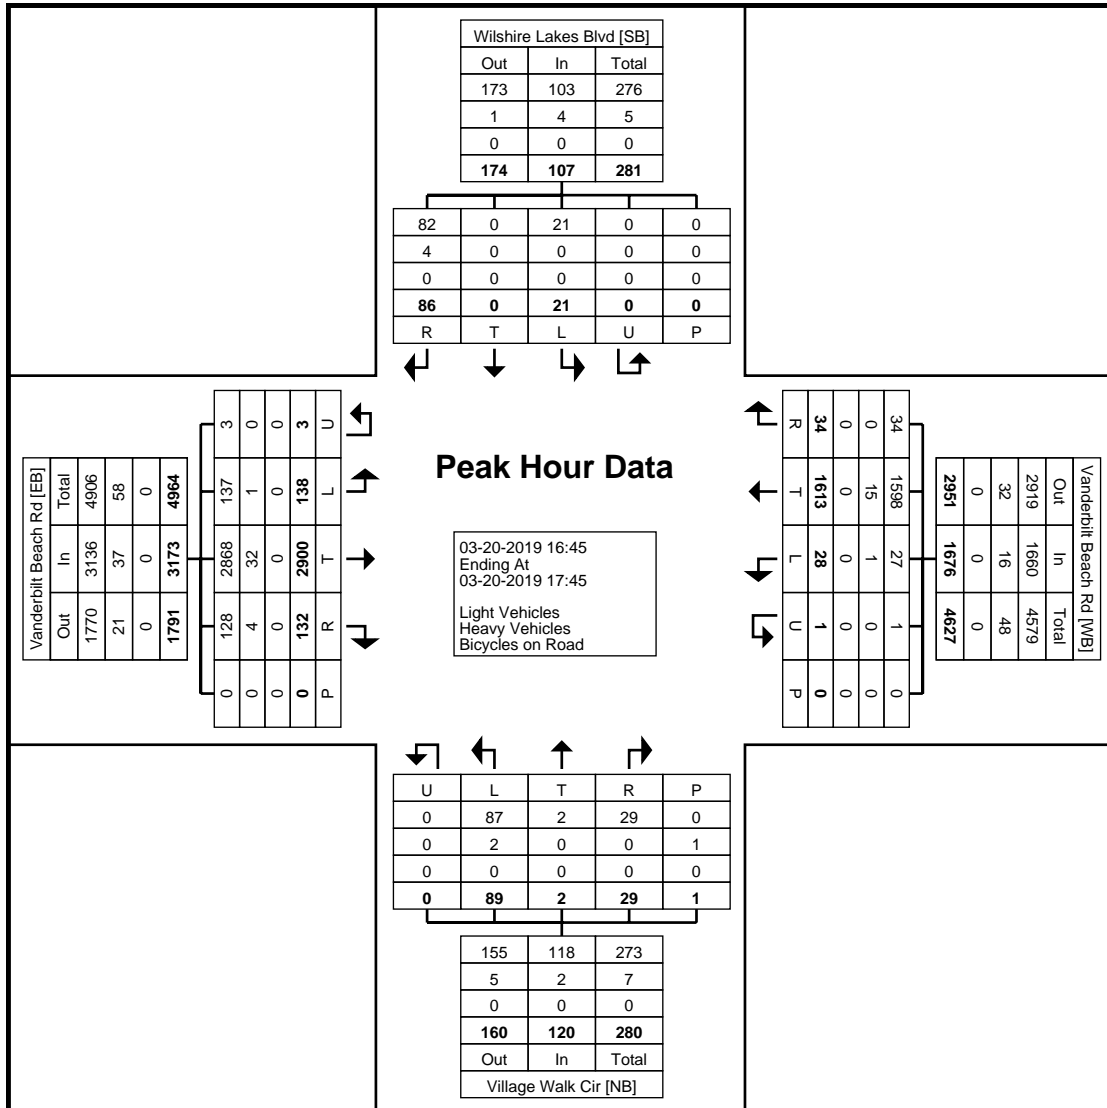 Wilshire Lakes Blvd [SB]
Out In Total
173 103 276
1 4 5
0 0 0
174 107 281
82 0 21 0 0
4 0 0 0 0
0 0 0 0 0
86 0 21 0 0
R T L U P
Vanderbilt Beach Rd [EB]
Total In Out
4906 3136 1770
58 37 21
0 0 0
4964 3173 1791
3 137 2868 128 0
0 1 32 4 0
0 0 0 0 0
3 138 2900 132 0
U L T R P
Peak Hour Data
03-20-2019 16:45
Ending At
03-20-2019 17:45
Light Vehicles
Heavy Vehicles
Bicycles on Road
R T L U P
34 1613 28 1 0
0 0 0 0 0
0 15 1 0 0
34 1598 27 1 0
Vanderbilt Beach Rd [WB]
Out In Total
2919 1660 4579
32 16 48
0 0 0
2951 1676 4627
U L T R P
0 87 2 29 0
0 2 0 0 1
0 0 0 0 0
0 89 2 29 1
155 118 273
5 2 7
0 0 0
160 120 280
Out In Total
Village Walk Cir [NB]